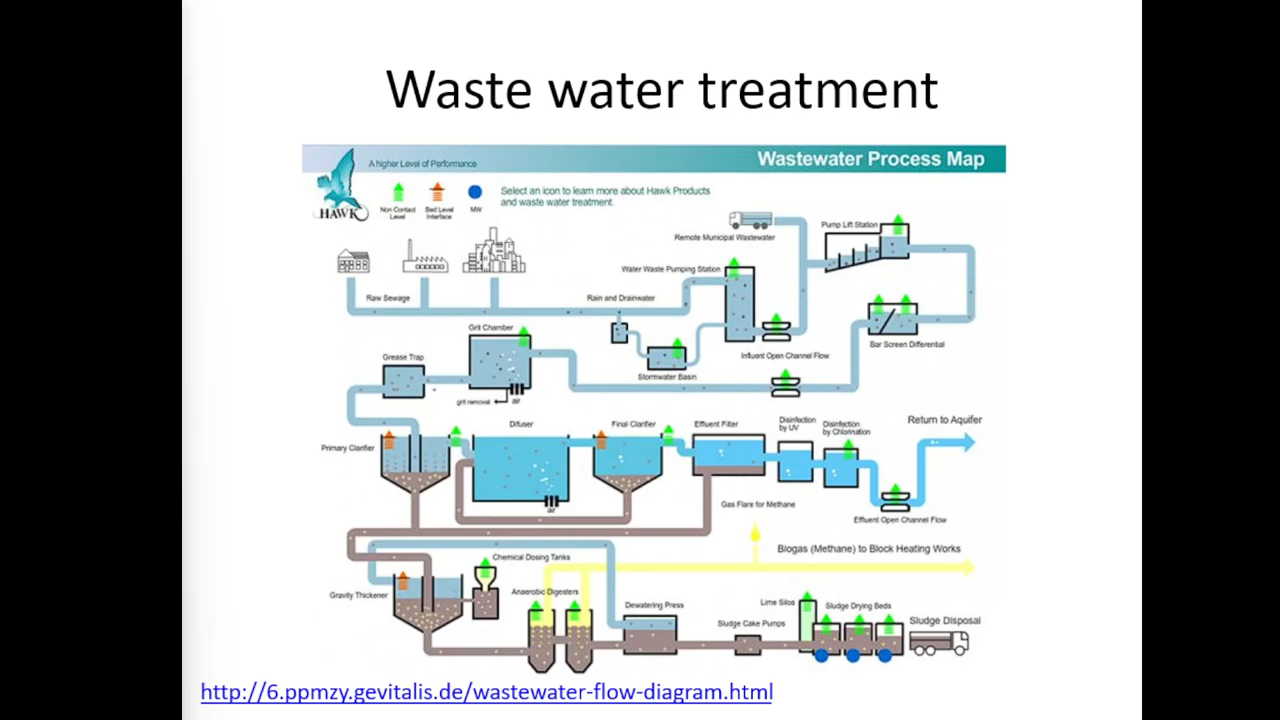 Waste water treatment
A higher Level of Performance
Wastewater Process Map
HAWK
Non Contact
Level
Bed Level
Interface
MW
Select an icon to learn more about Hawk Products
and waste water treatment.
Remote Municipal Wastewater
Pump Lift Station
Water Waste Pumping Station
Raw Sewage
Rain and Drainwater
Grit Chamber
Bar Screen Differential
Influent Open Channel Flow
Grease Trap
Stormwater Basin
grit removal
air
Difuser
Final Clarifier
Effluent Filter
Disinfection
by UV
Disinfection
by Chlorination
Return to Aquifer
Primary Clarifier
air
Gas Flare for Methane
Effluent Open Channel Flow
Biogas (Methane) to Block Heating Works
Chemical Dosing Tanks
Gravity Thickener
Anaerobic Digesters
Dewatering Press
Lime Silos
Sludge Drying Beds
Sludge Cake Pumps
Sludge Disposal
http://6.ppmzy.gevitalis.de/wastewater-flow-diagram.html